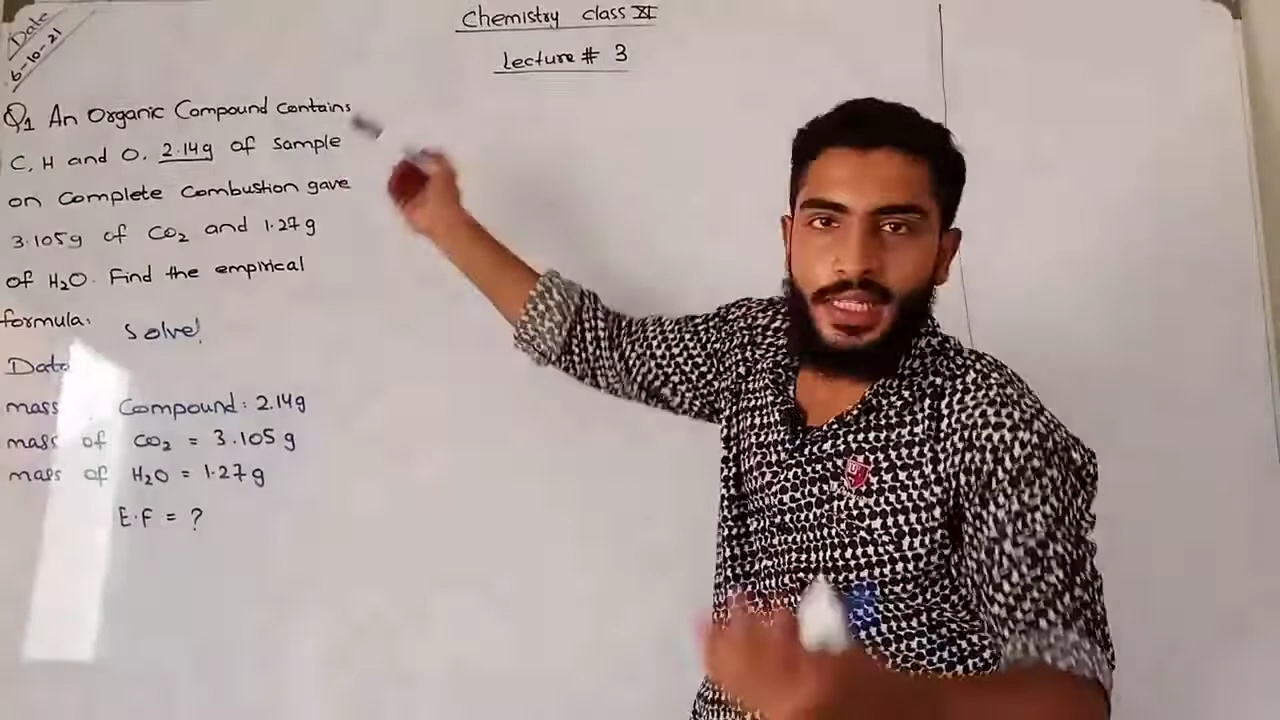 Date
6-10-21
Chemistry class XI
Lecture # 3
Q1 An Organic Compound Contains
C, H and O. 2.14g of sample
on complete combustion gave
3.105g of CO2 and 1.27g
of H2O. Find the empirical
formula.
Solve!
Data
mass Compound: 2.14g
mass of CO2 = 3.105 g
mass of H2O = 1.27g
E.F = ?